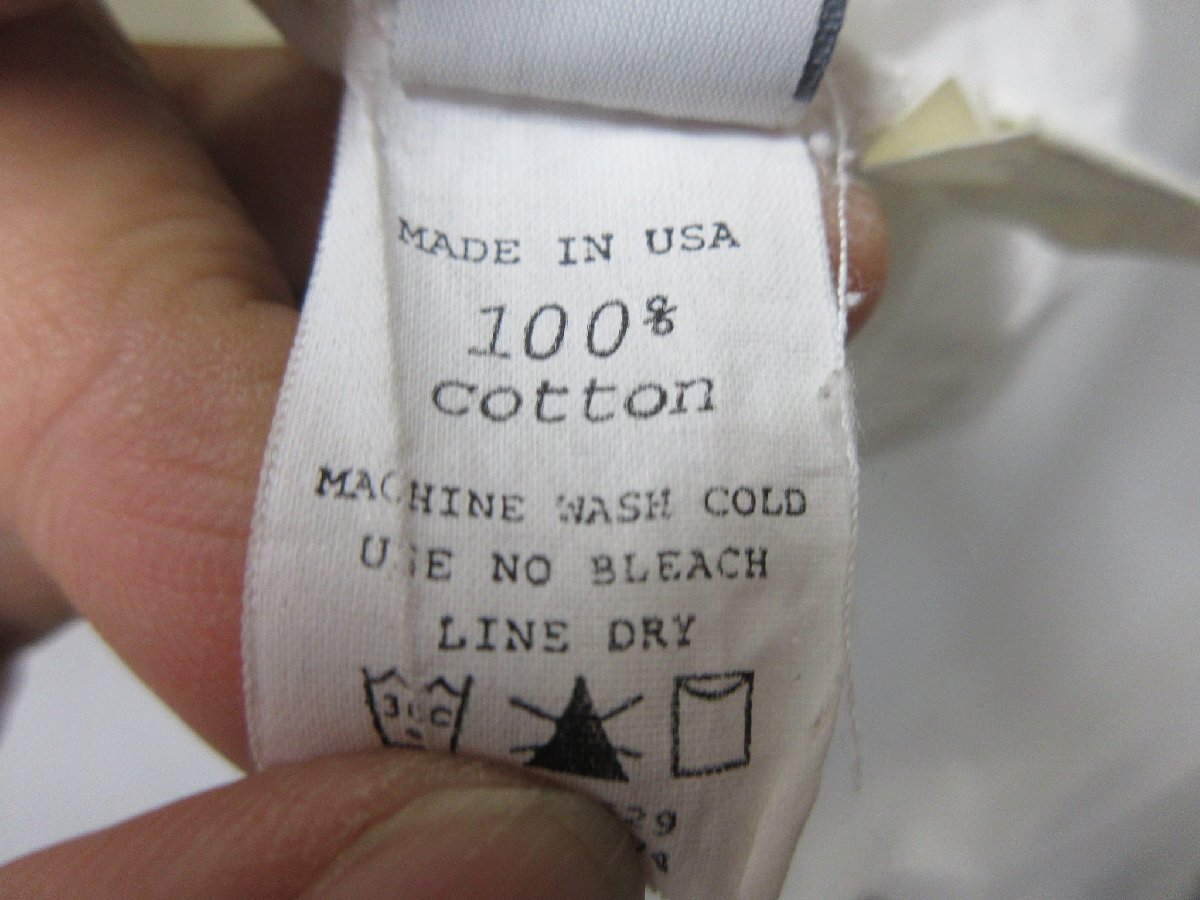 MADE IN USA
100%
cotton
MACHINE WASH COLD
USE NO BLEACH
LINE DRY